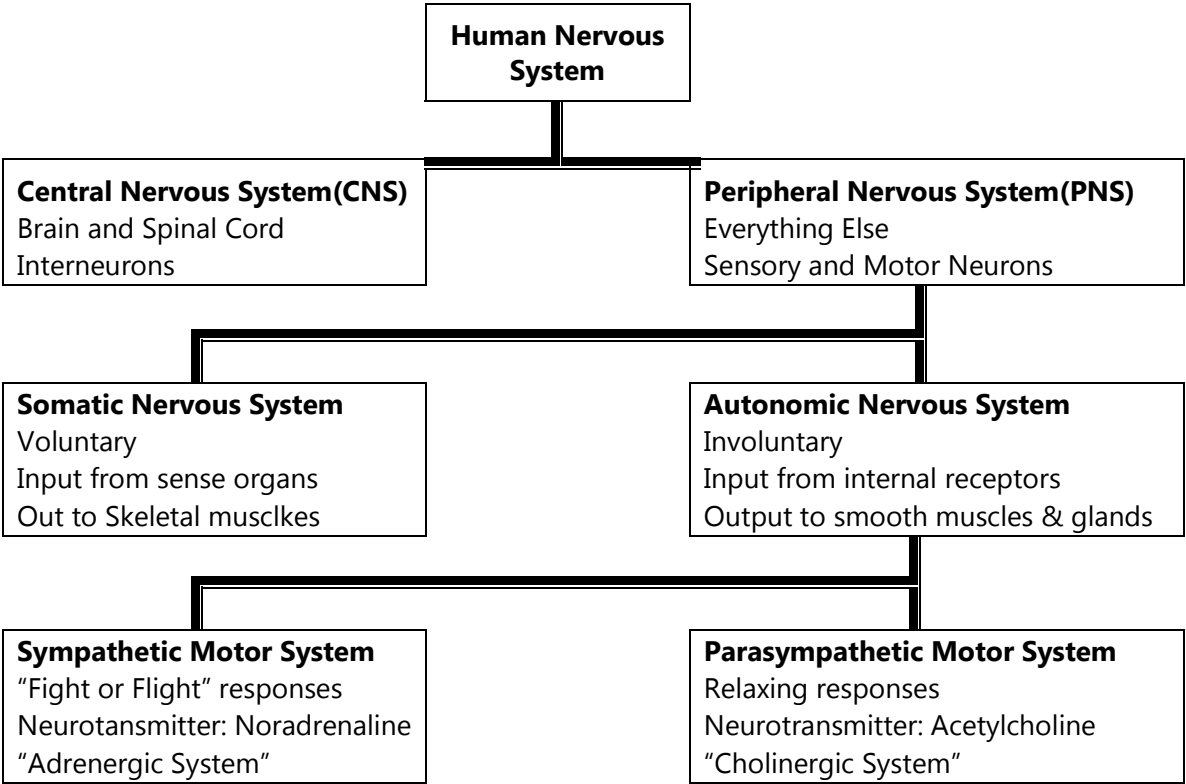 Human Nervous
System
Central Nervous System(CNS)
Brain and Spinal Cord
Interneurons
Peripheral Nervous System(PNS)
Everything Else
Sensory and Motor Neurons
Somatic Nervous System
Voluntary
Input from sense organs
Out to Skeletal musclkes
Autonomic Nervous System
Involuntary
Input from internal receptors
Output to smooth muscles & glands
Sympathetic Motor System
“Fight or Flight” responses
Neurotansmitter: Noradrenaline
“Adrenergic System”
Parasympathetic Motor System
Relaxing responses
Neurotransmitter: Acetylcholine
“Cholinergic System”